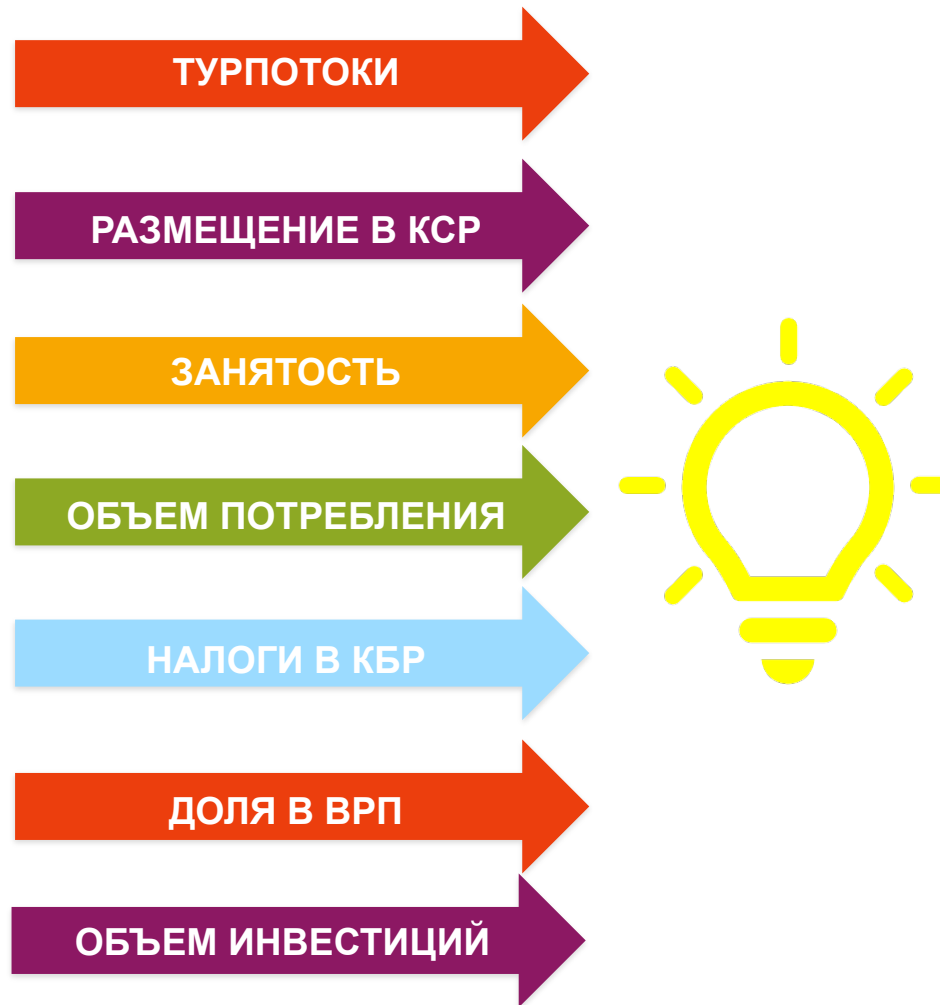 ТУРПОТОКИ
РАЗМЕЩЕНИЕ В КСР
ЗАНЯТОСТЬ
ОБЪЕМ ПОТРЕБЛЕНИЯ
НАЛОГИ В КБР
ДОЛЯ В ВРП
ОБЪЕМ ИНВЕСТИЦИЙ